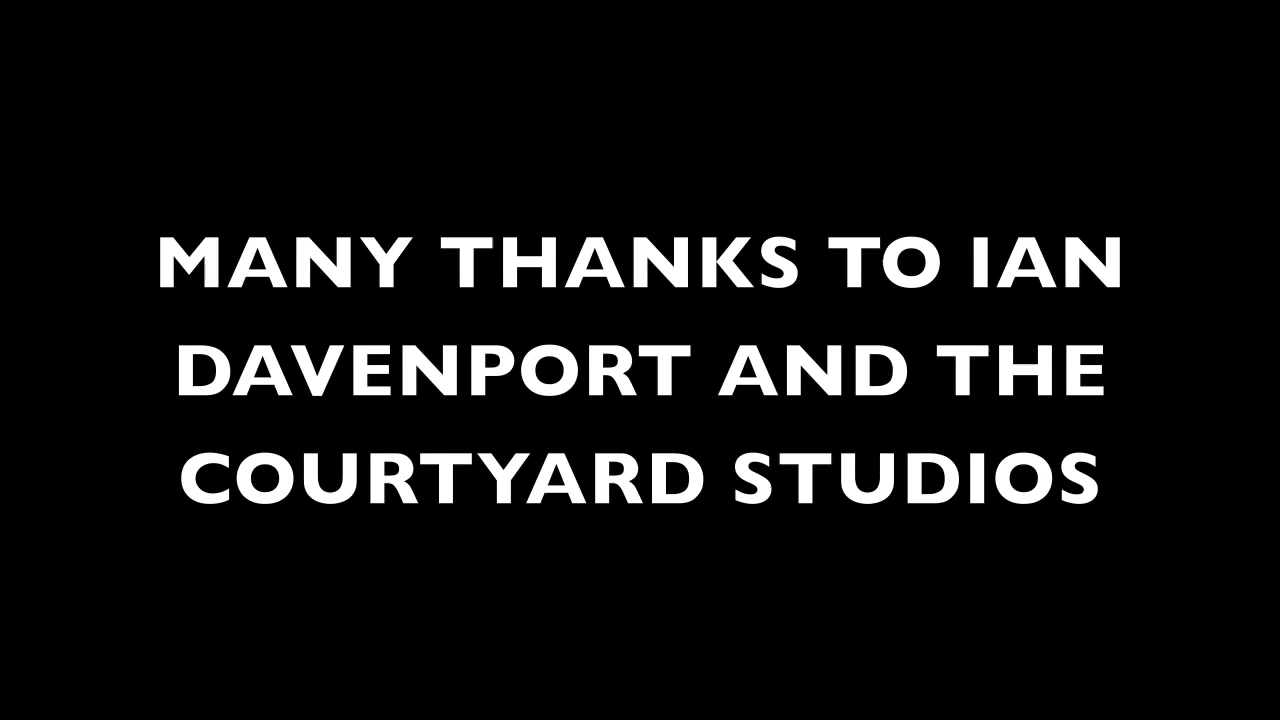 MANY THANKS TO IAN
DAVENPORT AND THE
COURTYARD STUDIOS